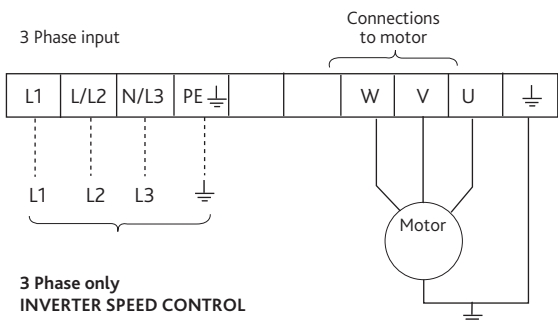 3 Phase input
Connections
to motor
L1 L/L2 N/L3 PE W V U
L1 L2 L3
Motor
3 Phase only
INVERTER SPEED CONTROL